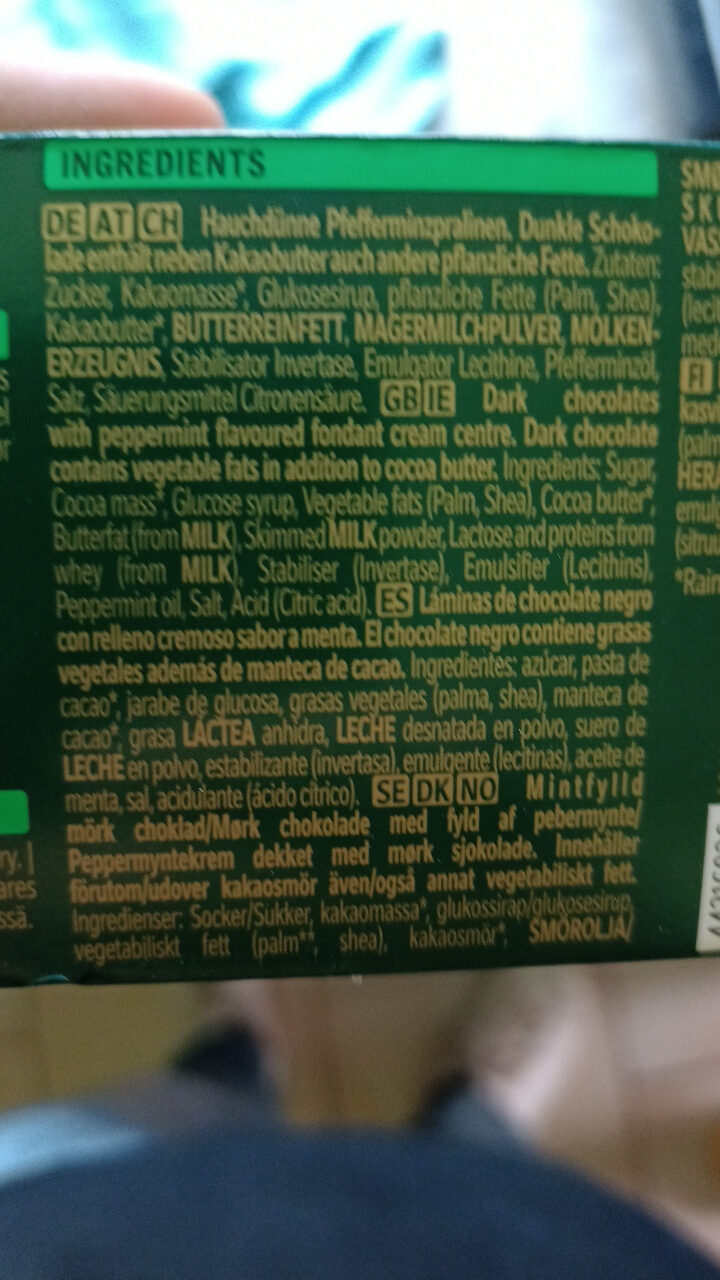 INGREDIENTS
DE AT CH Hauchdünne Pfefferminzpralinen. Dunkle Schoko-
lade enthält neben Kakaobutter auch andere pflanzliche Fette. Zutaten:
Zucker, Kakaomasse*, Glukosesirup, pflanzliche Fette (Palm, Shea),
Kakaobutter*, BUTTERREINFETT, MAGERMILCHPULVER, MOLKEN-
ERZEUGNIS, Stabilisator Invertase, Emulgator Lecithine, Pfefferminzöl,
Salz, Säuerungsmittel Citronensäure. GB IE Dark chocolates
with peppermint flavoured fondant cream centre. Dark chocolate
contains vegetable fats in addition to cocoa butter. Ingredients: Sugar,
Cocoa mass*, Glucose syrup, Vegetable fats (Palm, Shea), Cocoa butter*,
Butterfat (from MILK), Skimmed MILK powder, Lactose and proteins from
whey (from MILK), Stabiliser (Invertase), Emulsifier (Lecithins),
Peppermint oil, Salt, Acid (Citric acid). ES Láminas de chocolate negro
con relleno cremoso sabor a menta. El chocolate negro contiene grasas
vegetales además de manteca de cacao. Ingredientes: azúcar, pasta de
cacao*, jarabe de glucosa, grasas vegetales (palma, shea), manteca de
cacao*, grasa LÁCTEA anhidra, LECHE desnatada en polvo, suero de
LECHE en polvo, estabilizante (invertasa), emulgente (lecitinas), aceite de
menta, sal, acidulante (ácido cítrico). SE DK NO Mintfylld
mörk choklad/Mørk chokolade med fyld af pebermynte/
Peppermyntekrem dekket med mørk sjokolade. Innehåller
förutom/udover kakaosmör även/også annat vegetabiliskt fett.
Ingredienser: Socker/Sukker, kakaomassa*, glukossirap/glukosesirup,
vegetabiliskt fett (palm**, shea), kakaosmör*, SMÖROLJA/
FI